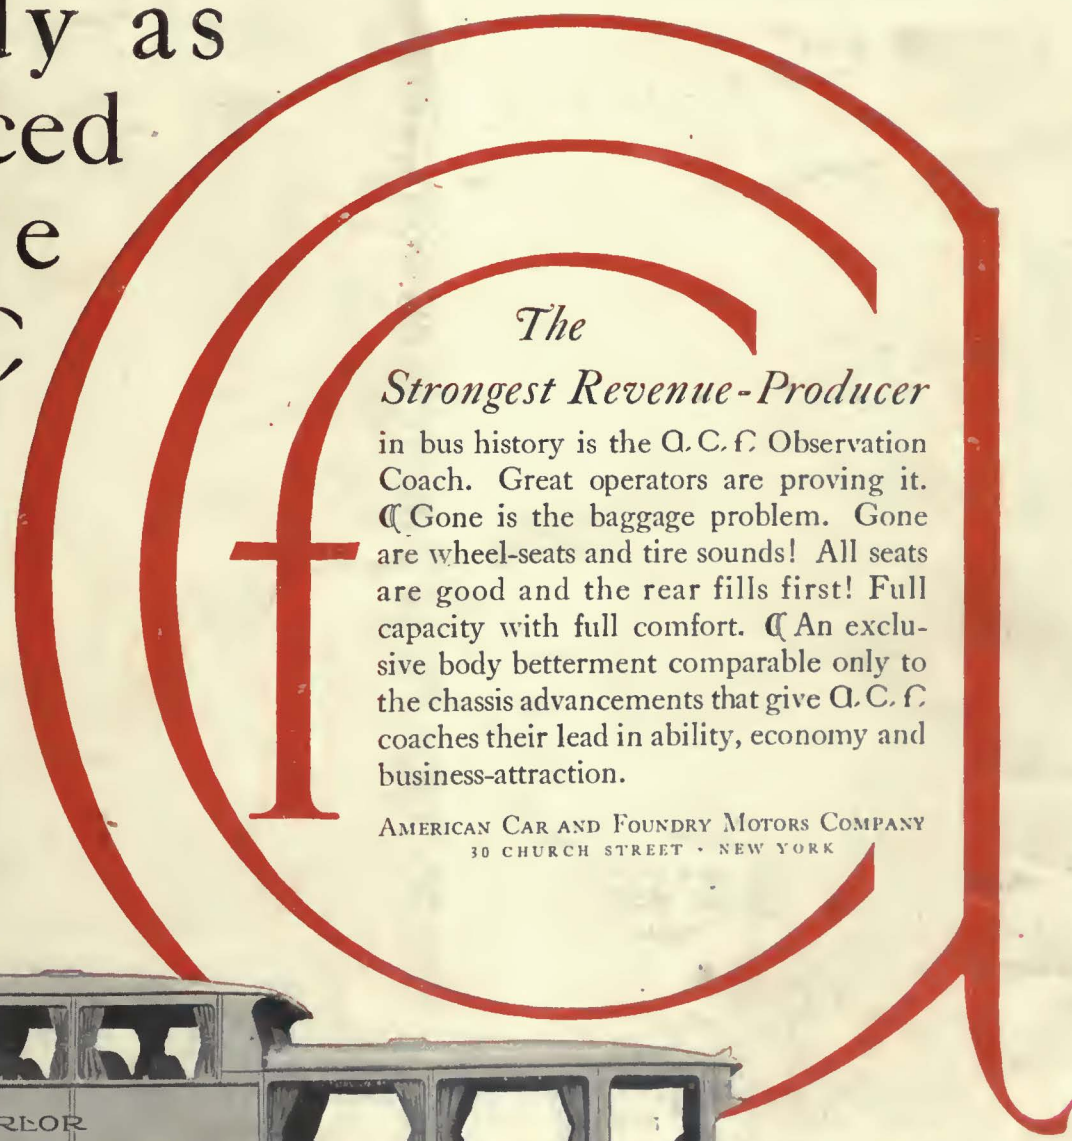 ly as
ced
e
C
The
Strongest Revenue-Producer
in bus history is the a.C.f. Observation
Coach. Great operators are proving it.
⸿ Gone is the baggage problem. Gone
are wheel-seats and tire sounds! All seats
are good and the rear fills first! Full
capacity with full comfort. ⸿ An exclu-
sive body betterment comparable only to
the chassis advancements that give a.C.f.
coaches their lead in ability, economy and
business-attraction.
AMERICAN CAR AND FOUNDRY MOTORS COMPANY
30 CHURCH STREET · NEW YORK
a C f
RLOR